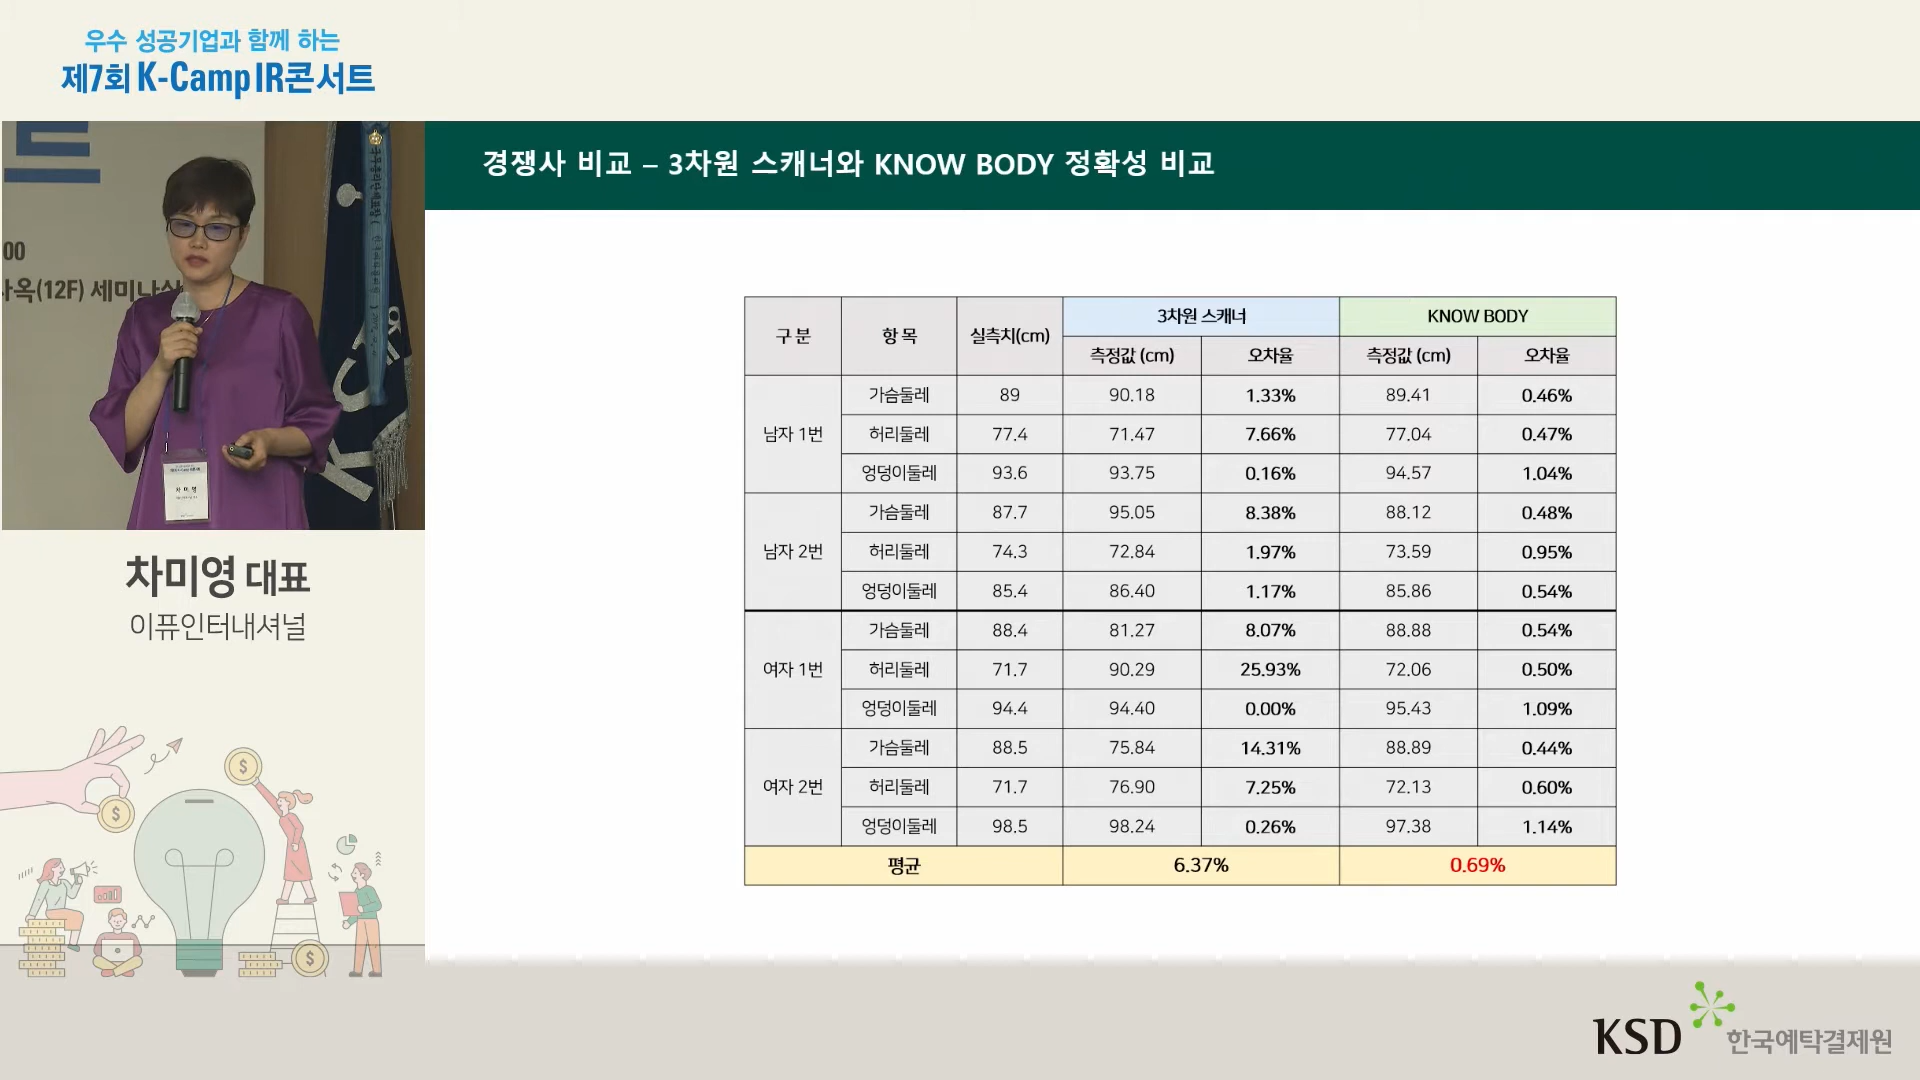 우수 성공기업과 함께 하는
제7회 K-Camp IR콘서트
00
사옥(12F) 세미나실
차 미 영
차미영 대표
이퓨인터내셔널
경쟁사 비교 – 3차원 스캐너와 KNOW BODY 정확성 비교
구 분 항 목 실측치(cm) 3차원 스캐너 KNOW BODY
측정값 (cm) 오차율 측정값 (cm) 오차율
남자 1번 가슴둘레 89 90.18 1.33% 89.41 0.46%
허리둘레 77.4 71.47 7.66% 77.04 0.47%
엉덩이둘레 93.6 93.75 0.16% 94.57 1.04%
남자 2번 가슴둘레 87.7 95.05 8.38% 88.12 0.48%
허리둘레 74.3 72.84 1.97% 73.59 0.95%
엉덩이둘레 85.4 86.40 1.17% 85.86 0.54%
여자 1번 가슴둘레 88.4 81.27 8.07% 88.88 0.54%
허리둘레 71.7 90.29 25.93% 72.06 0.50%
엉덩이둘레 94.4 94.40 0.00% 95.43 1.09%
여자 2번 가슴둘레 88.5 75.84 14.31% 88.89 0.44%
허리둘레 71.7 76.90 7.25% 72.13 0.60%
엉덩이둘레 98.5 98.24 0.26% 97.38 1.14%
평균 6.37% 0.69%
KSD 한국예탁결제원